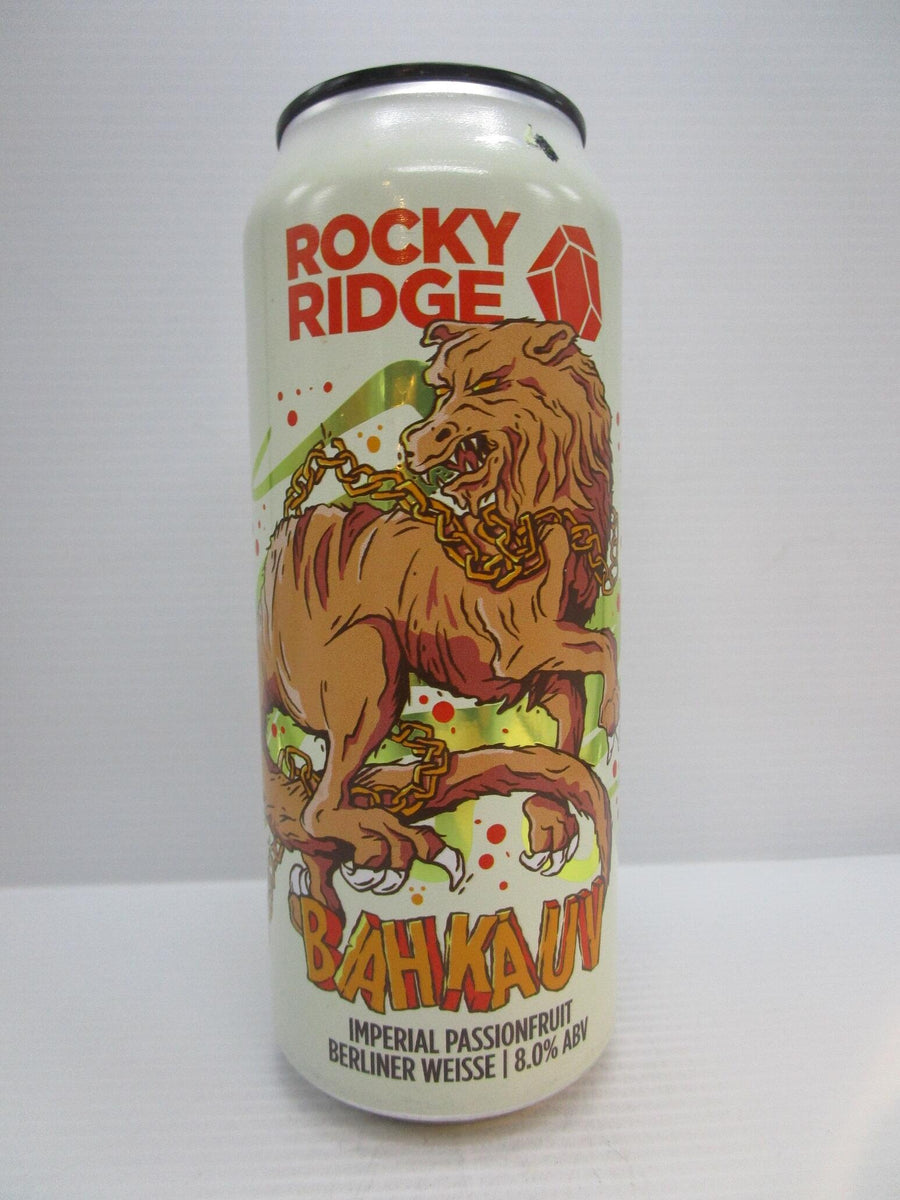 ROCKY
RIDGE
BAHKAUV
IMPERIAL PASSIONFRUIT
BERLINER WEISSE | 8.0% ABV